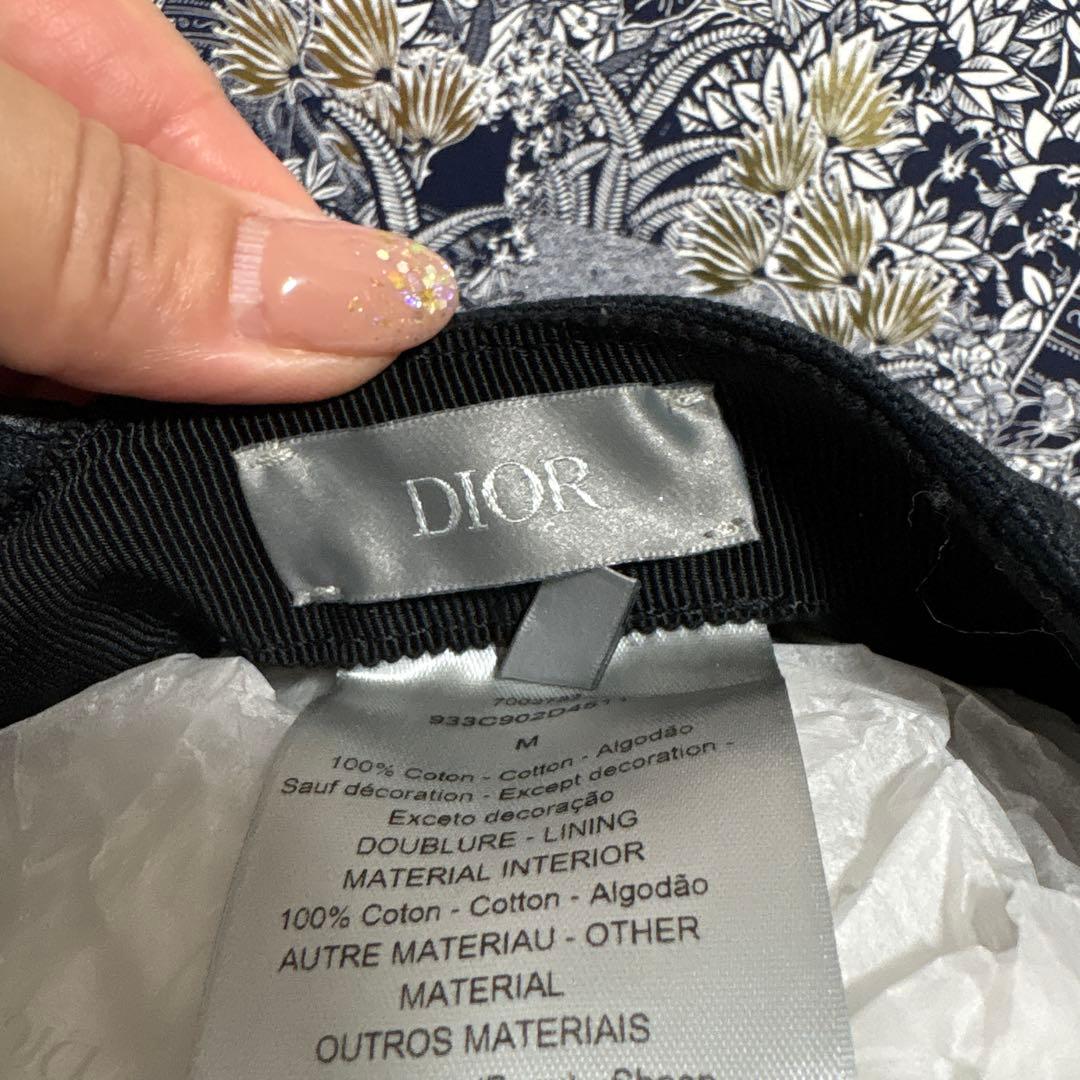 DIOR
933C902D4511
M
100% Coton - Cotton - Algodão
Sauf décoration - Except decoration -
Exceto decoração
DOUBLURE - LINING
MATERIAL INTERIOR
100% Coton - Cotton - Algodão
AUTRE MATERIAU - OTHER
MATERIAL
OUTROS MATERIAIS